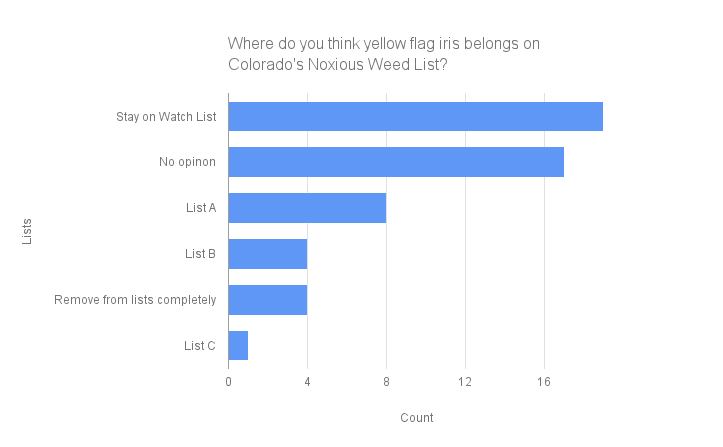 Where do you think yellow flag iris belongs on
Colorado's Noxious Weed List?
Stay on Watch List
No opinon
List A
List B
Remove from lists completely
List C
Lists
0 4 8 12 16
Count